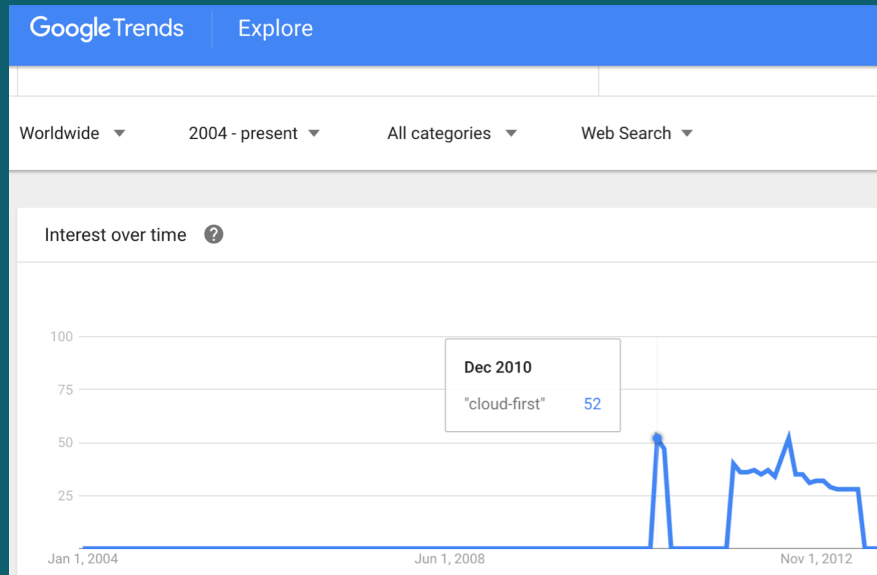 Google Trends Explore
Worldwide 2004 - present All categories Web Search
Interest over time ?
100
Dec 2010
75
"cloud-first" 52
50
25
Jan 1, 2004 Jun 1, 2008 Nov 1, 2012